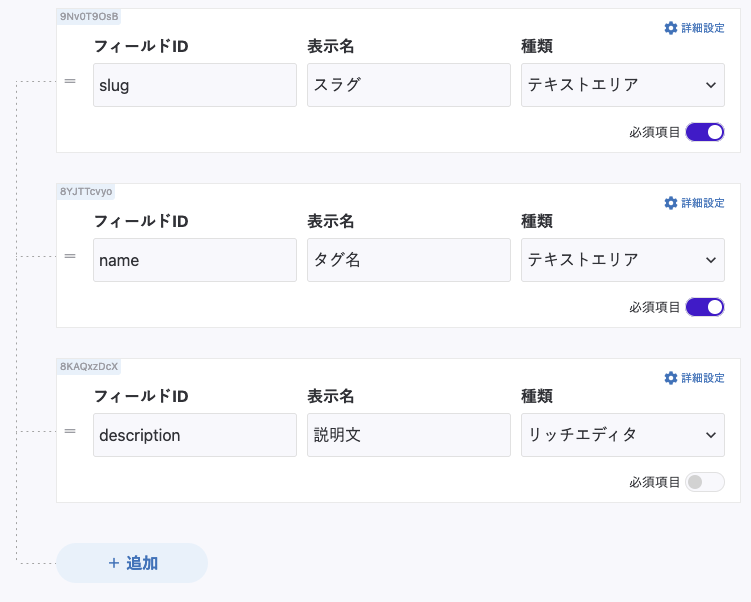 9Nv0T9OsB
詳細設定
フィールドID 表示名 種類
slug スラグ テキストエリア
必須項目
8YJTTcvyo
詳細設定
フィールドID 表示名 種類
name タグ名 テキストエリア
必須項目
8KAQxzDcX
詳細設定
フィールドID 表示名 種類
description 説明文 リッチエディタ
必須項目
+ 追加